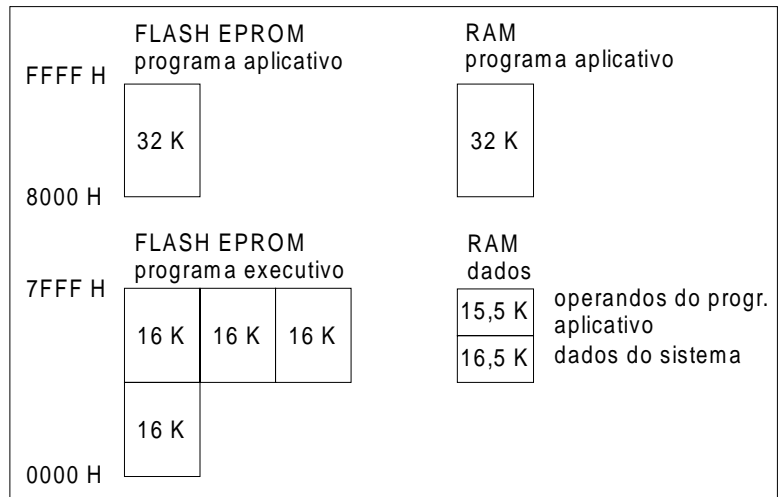 FLASH EPROM
programa aplicativo
RAM
programa aplicativo
FFFF H
32 K
32 K
8000 H
FLASH EPROM
programa executivo
RAM
dados
7FFF H
16 K 16 K 16 K
15,5 K
operandos do progr.
aplicativo
16,5 K
dados do sistema
16 K
0000 H